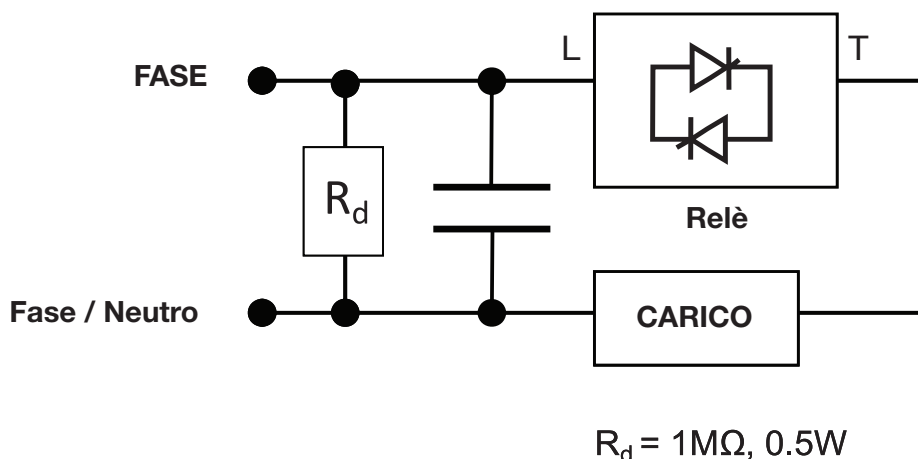 L
T
FASE
R_d
Relè
Fase / Neutro
CARICO
R_d = 1MΩ, 0.5W